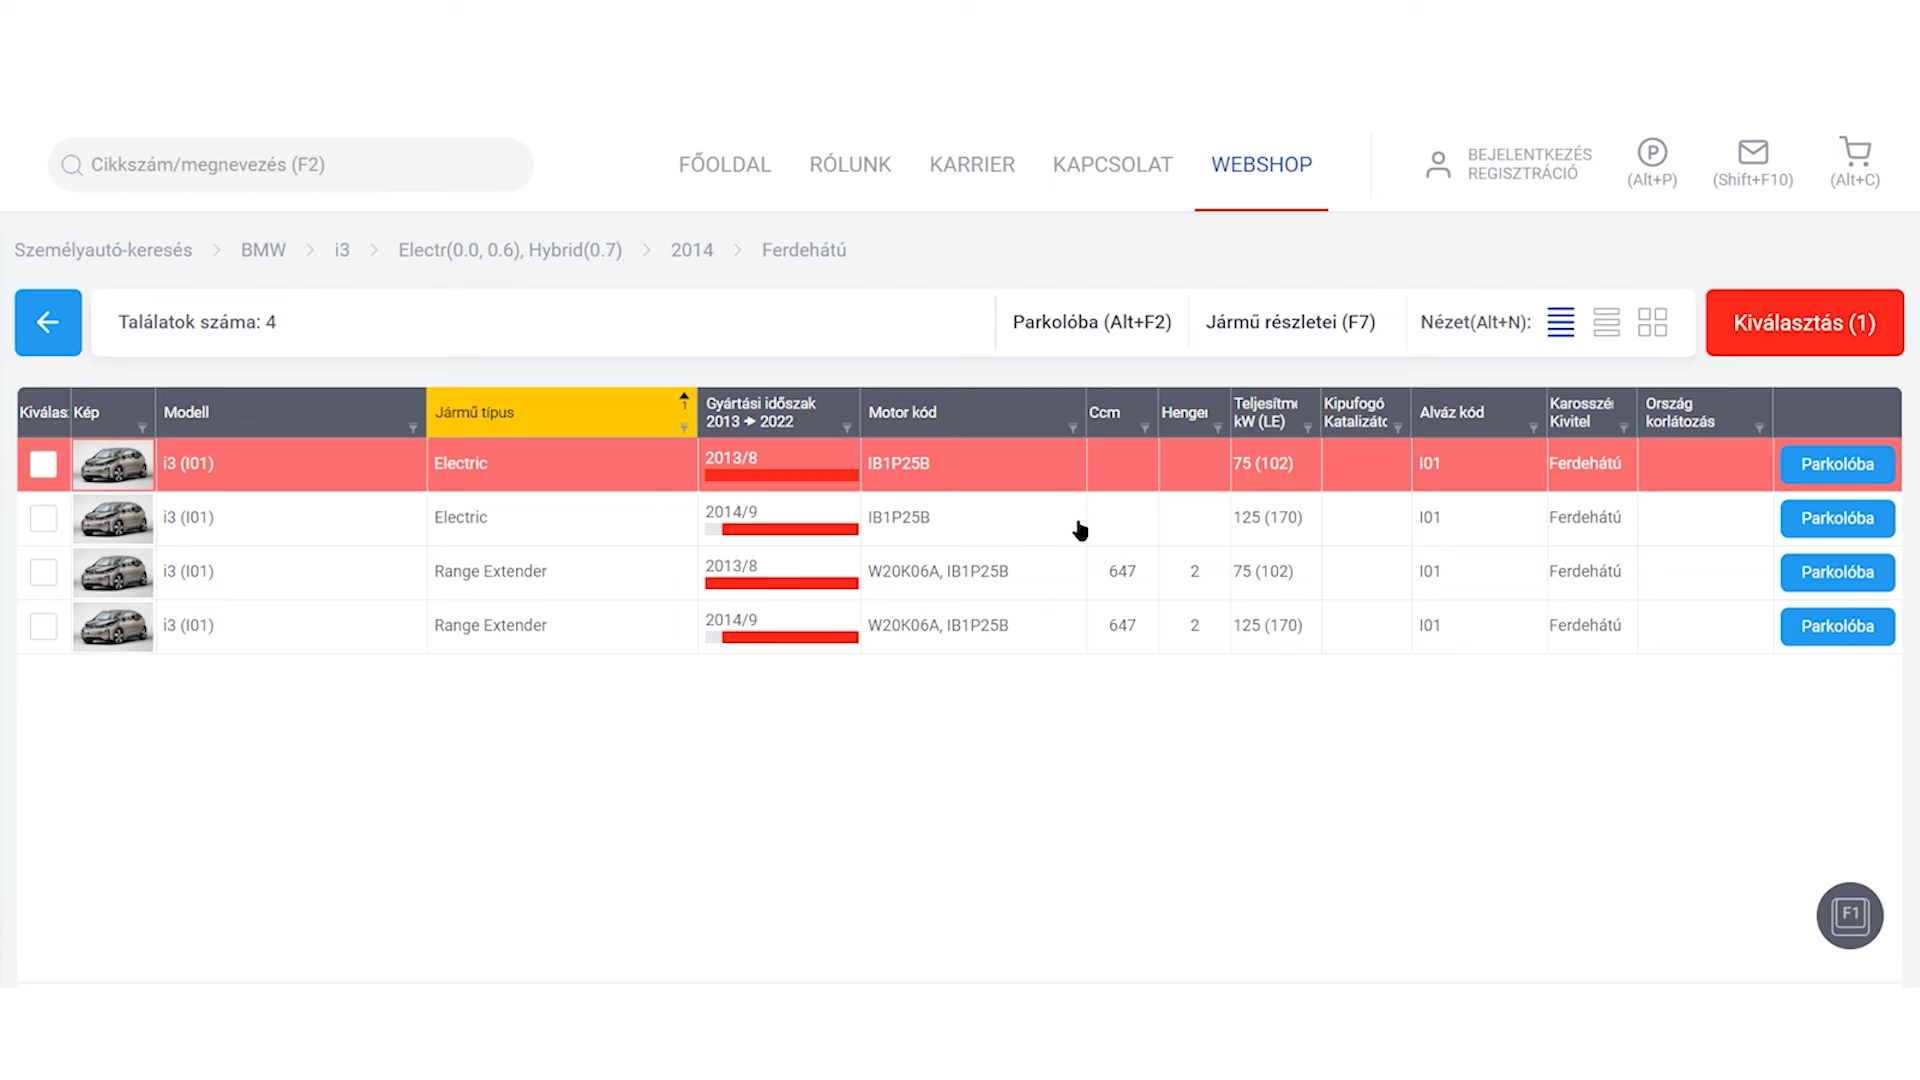 Cikkszám/megnevezés (F2)
FŐOLDAL
RÓLUNK
KARRIER
KAPCSOLAT
WEBSHOP
BEJELENTKEZÉS
REGISZTRÁCIÓ
P
(Alt+P)
(Shift+F10)
(Alt+C)
Személyautó-keresés > BMW > i3 > Electr(0.0, 0.6), Hybrid(0.7) > 2014 > Ferdehátú
Találatok száma: 4
Parkolóba (Alt+F2)
Jármű részletei (F7)
Nézet(Alt+N):
Kiválasztás (1)
Kiválas: Kép Modell Jármű típus 1 Gyártási időszak 2013 → 2022 Motor kód Ccm Henger Teljesítm kW (LE) Kipufogó Katalizáto Alváz kód Karosszéi Kivitel Ország korlátozás
i3 (I01) Electric 2013/8 IB1P25B 75 (102) I01 Ferdehátú Parkolóba
i3 (I01) Electric 2014/9 IB1P25B 125 (170) I01 Ferdehátú Parkolóba
i3 (I01) Range Extender 2013/8 W20K06A, IB1P25B 647 2 75 (102) I01 Ferdehátú Parkolóba
i3 (I01) Range Extender 2014/9 W20K06A, IB1P25B 647 2 125 (170) I01 Ferdehátú Parkolóba
F1